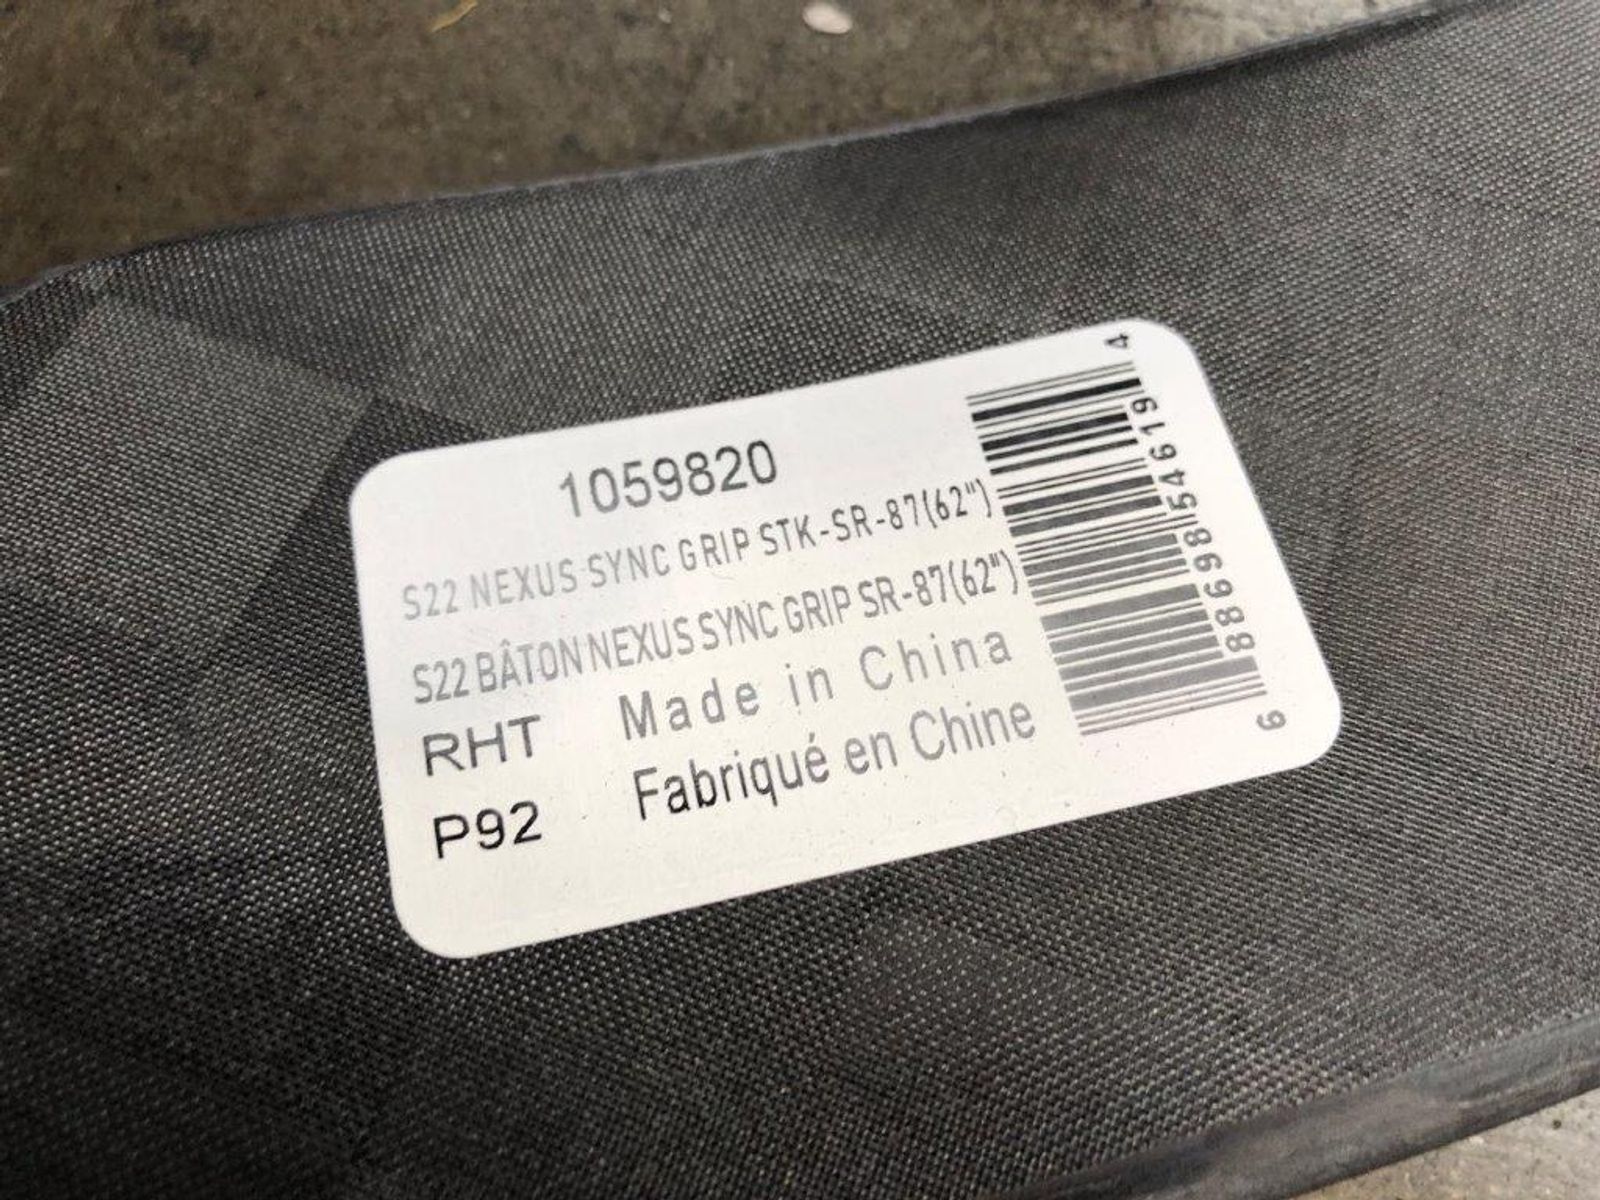 1059820
S22 NEXUS SYNC GRIP STK-SR-87(62")
S22 BÂTON NEXUS SYNC GRIP SR-87(62")
RHT
Made in China
P92
Fabriqué en Chine
6 88698 54619 4